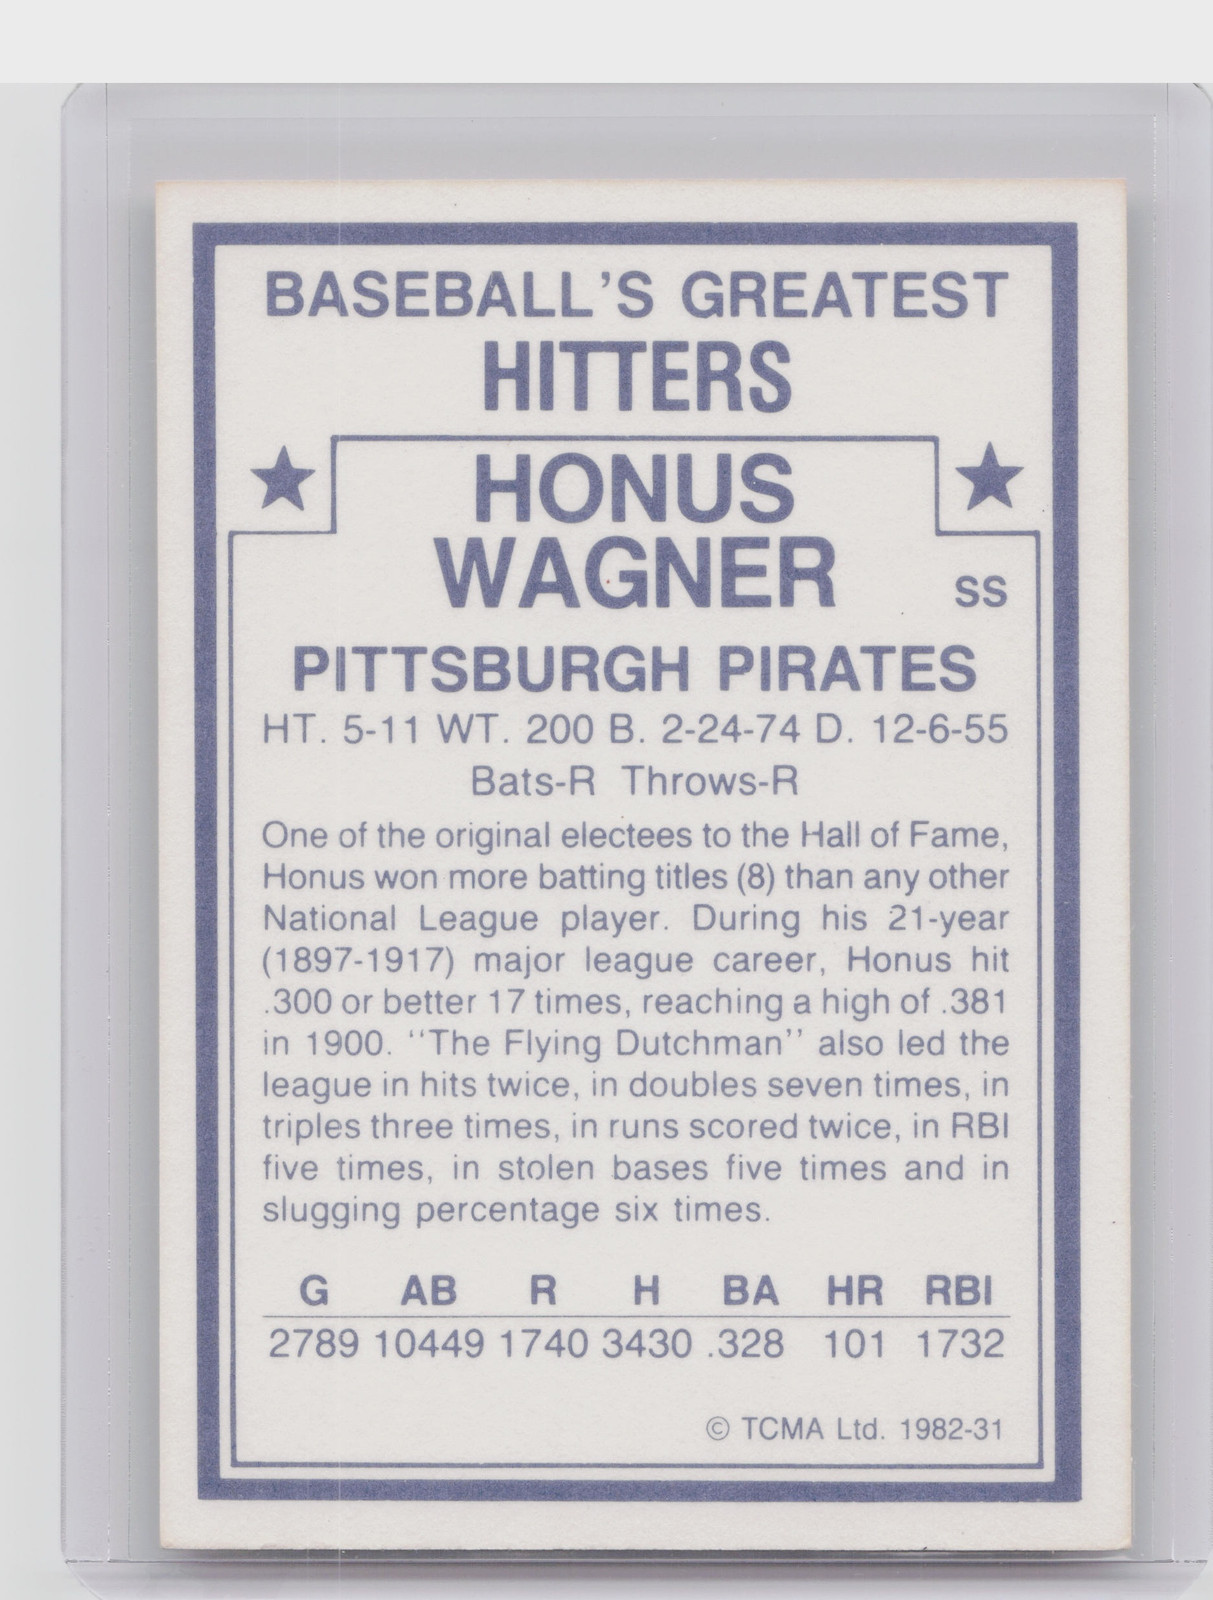 BASEBALL'S GREATEST
HITTERS
HONUS
WAGNER
SS
PITTSBURGH PIRATES
HT. 5-11 WT. 200 B. 2-24-74 D. 12-6-55
Bats-R Throws-R
One of the original electees to the Hall of Fame,
Honus won more batting titles (8) than any other
National League player. During his 21-year
(1897-1917) major league career, Honus hit
.300 or better 17 times, reaching a high of .381
in 1900. ‘‘The Flying Dutchman’’ also led the
league in hits twice, in doubles seven times, in
triples three times, in runs scored twice, in RBI
five times, in stolen bases five times and in
slugging percentage six times.
G AB R H BA HR RBI
2789 10449 1740 3430 .328 101 1732
© TCMA Ltd. 1982-31